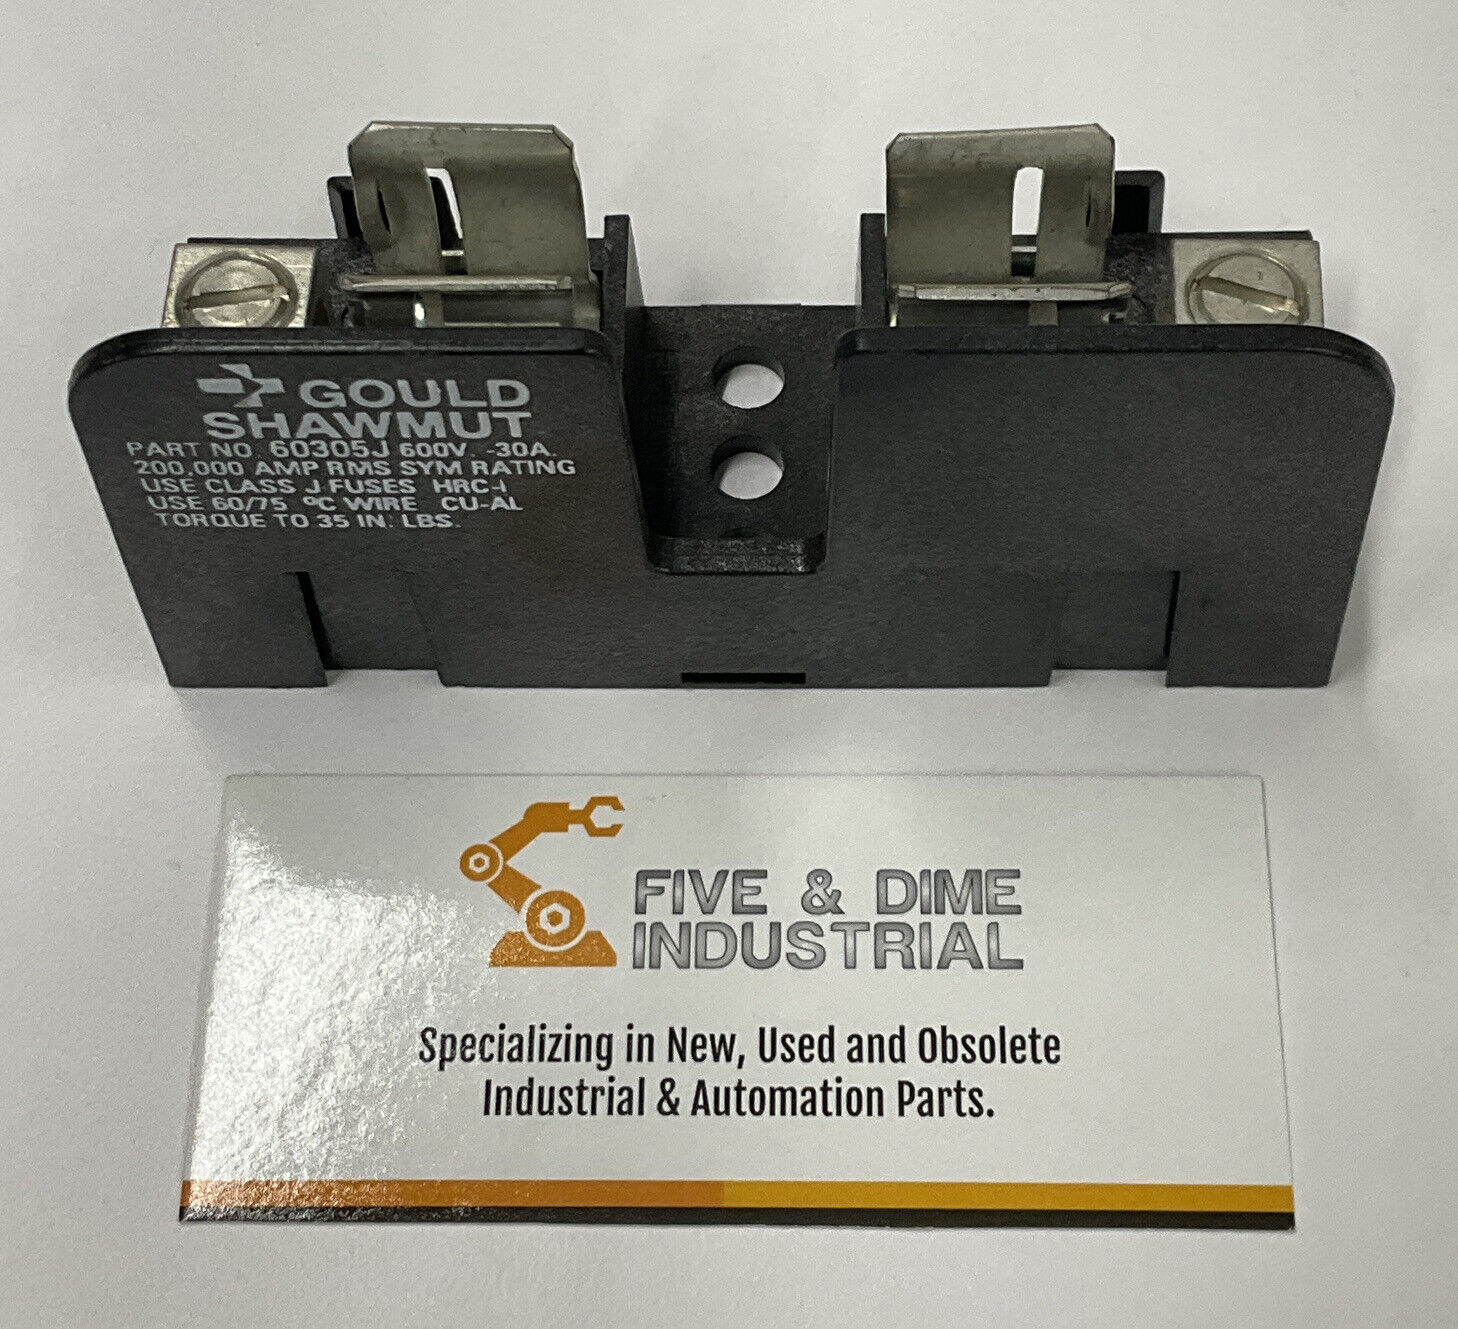 GOULD
SHAWMUT
PART NO. 60305J 600V. -30A.
200,000 AMP RMS SYM RATING
USE CLASS J FUSES HRC-I
USE 60/75 °C WIRE CU-AL
TORQUE TO 35 IN. LBS.
FIVE & DIME
INDUSTRIAL
Specializing in New, Used and Obsolete
Industrial & Automation Parts.